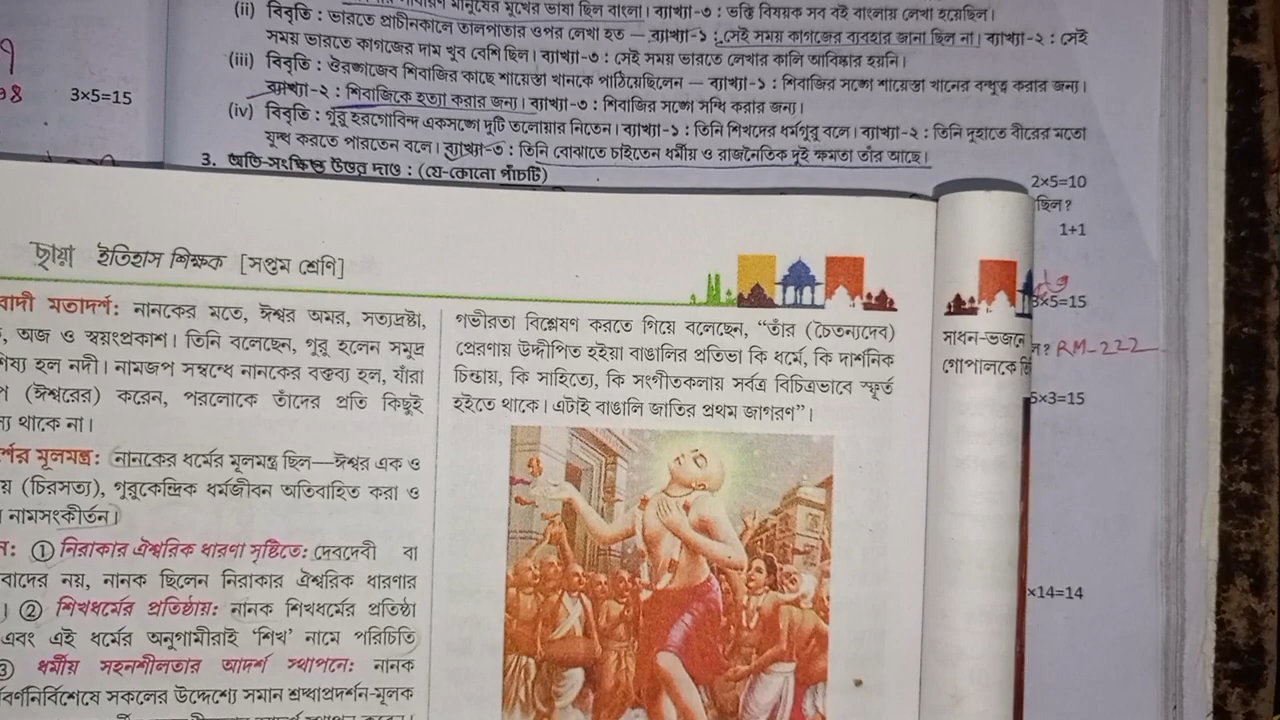 মানুষের মুখের ভাষা ছিল বাংলা। ব্যাখ্যা-৩ : ভক্তি বিষয়ক সব বই বাংলায় লেখা হয়েছিল।
(ii) বিবৃতি : ভারতে প্রাচীনকালে তালপাতার ওপর লেখা হত — ব্যাখ্যা-১ : সেই সময় কাগজের ব্যবহার জানা ছিল না। ব্যাখ্যা-২ : সেই
সময় ভারতে কাগজের দাম খুব বেশি ছিল। ব্যাখ্যা-৩ : সেই সময় ভারতে লেখার কালি আবিষ্কার হয়নি।
(iii) বিবৃতি : ঔরঙ্গজেব শিবাজির কাছে শায়েস্তা খানকে পাঠিয়েছিলেন — ব্যাখ্যা-১ : শিবাজির সঙ্গে শায়েস্তা খানের বন্ধুত্ব করার জন্য।
3×5=15
ব্যাখ্যা-২ : শিবাজিকে হত্যা করার জন্য। ব্যাখ্যা-৩ : শিবাজির সঙ্গে সন্ধি করার জন্য।
(iv) বিবৃতি : গুরু হরগোবিন্দ একসঙ্গে দুটি তলোয়ার নিতেন। ব্যাখ্যা-১ : তিনি শিখদের ধর্মগুরু বলে। ব্যাখ্যা-২ : তিনি দুহাতে বীরের মতো
যুদ্ধ করতে পারতেন বলে। ব্যাখ্যা-৩ : তিনি বোঝাতে চাইতেন ধর্মীয় ও রাজনৈতিক দুই ক্ষমতা তাঁর আছে।
3. অতি-সংক্ষিপ্ত উত্তর দাও : (যে-কোনো পাঁচটি)
2×5=10
ছিল?
1+1
3×5=15
RM-222
5×3=15
×14=14
ছায়া ইতিহাস শিক্ষক [সপ্তম শ্রেণি]
বাদী মতাদর্শ: নানকের মতে, ঈশ্বর অমর, সত্যদ্রষ্টা,
, অজ ও স্বয়ংপ্রকাশ। তিনি বলেছেন, গুরু হলেন সমুদ্র
শিষ্য হল নদী। নামজপ সম্বন্ধে নানকের বক্তব্য হল, যাঁরা
(ঈশ্বরের) করেন, পরলোকে তাঁদের প্রতি কিছুই
থাকে না।
মূলমন্ত্র: নানকের ধর্মের মূলমন্ত্র ছিল—ঈশ্বর এক ও
(চিরসত্য), গুরুকেন্দ্রিক ধর্মজীবন অতিবাহিত করা ও
নামসংকীর্তন।
① নিরাকার ঐশ্বরিক ধারণা সৃষ্টিতে: দেবদেবী বা
বাদের নয়, নানক ছিলেন নিরাকার ঐশ্বরিক ধারণার
। ② শিখধর্মের প্রতিষ্ঠায়: নানক শিখধর্মের প্রতিষ্ঠা
এবং এই ধর্মের অনুগামীরাই ‘শিখ’ নামে পরিচিতি
③ ধর্মীয় সহনশীলতার আদর্শ স্থাপনে: নানক
বর্ণনির্বিশেষে সকলের উদ্দেশ্যে সমান শ্রদ্ধাপ্রদর্শন-মূলক
গভীরতা বিশ্লেষণ করতে গিয়ে বলেছেন, “তাঁর (চৈতন্যদেব)
প্রেরণায় উদ্দীপিত হইয়া বাঙালির প্রতিভা কি ধর্মে, কি দার্শনিক
চিন্তায়, কি সাহিত্যে, কি সংগীতকলায় সর্বত্র বিচিত্রভাবে স্ফূর্ত
হইতে থাকে। এটাই বাঙালি জাতির প্রথম জাগরণ”।
সাধন-ভজনে
গোপালকে